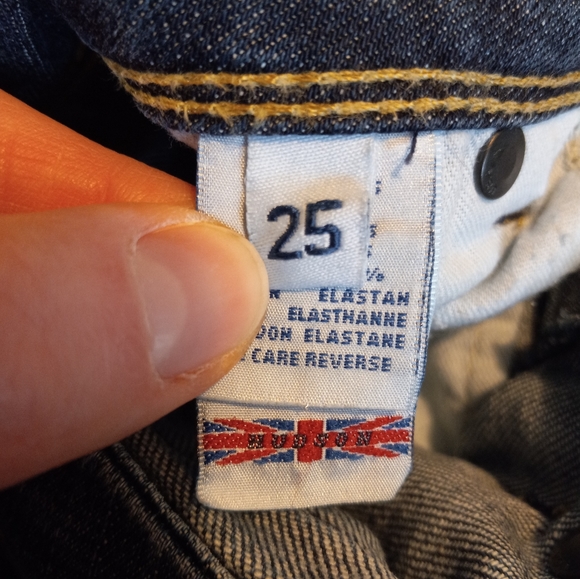 25
%
ELASTAN
ELASTHANNE
ELASTANE
CARE REVERSE
HUDSON